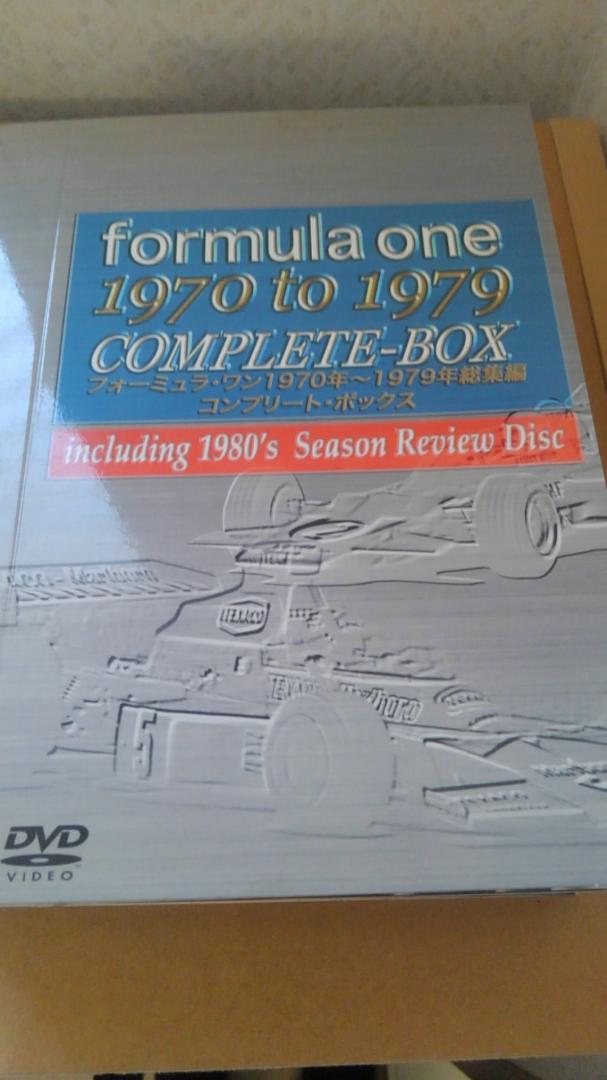 formula one
1970 to 1979
COMPLETE-BOX
フォーミュラ・ワン1970年～1979年総集編
コンプリート・ボックス
including 1980's Season Review Disc
TEXACO
Marlboro
5
TEXACO
DVD
VIDEO